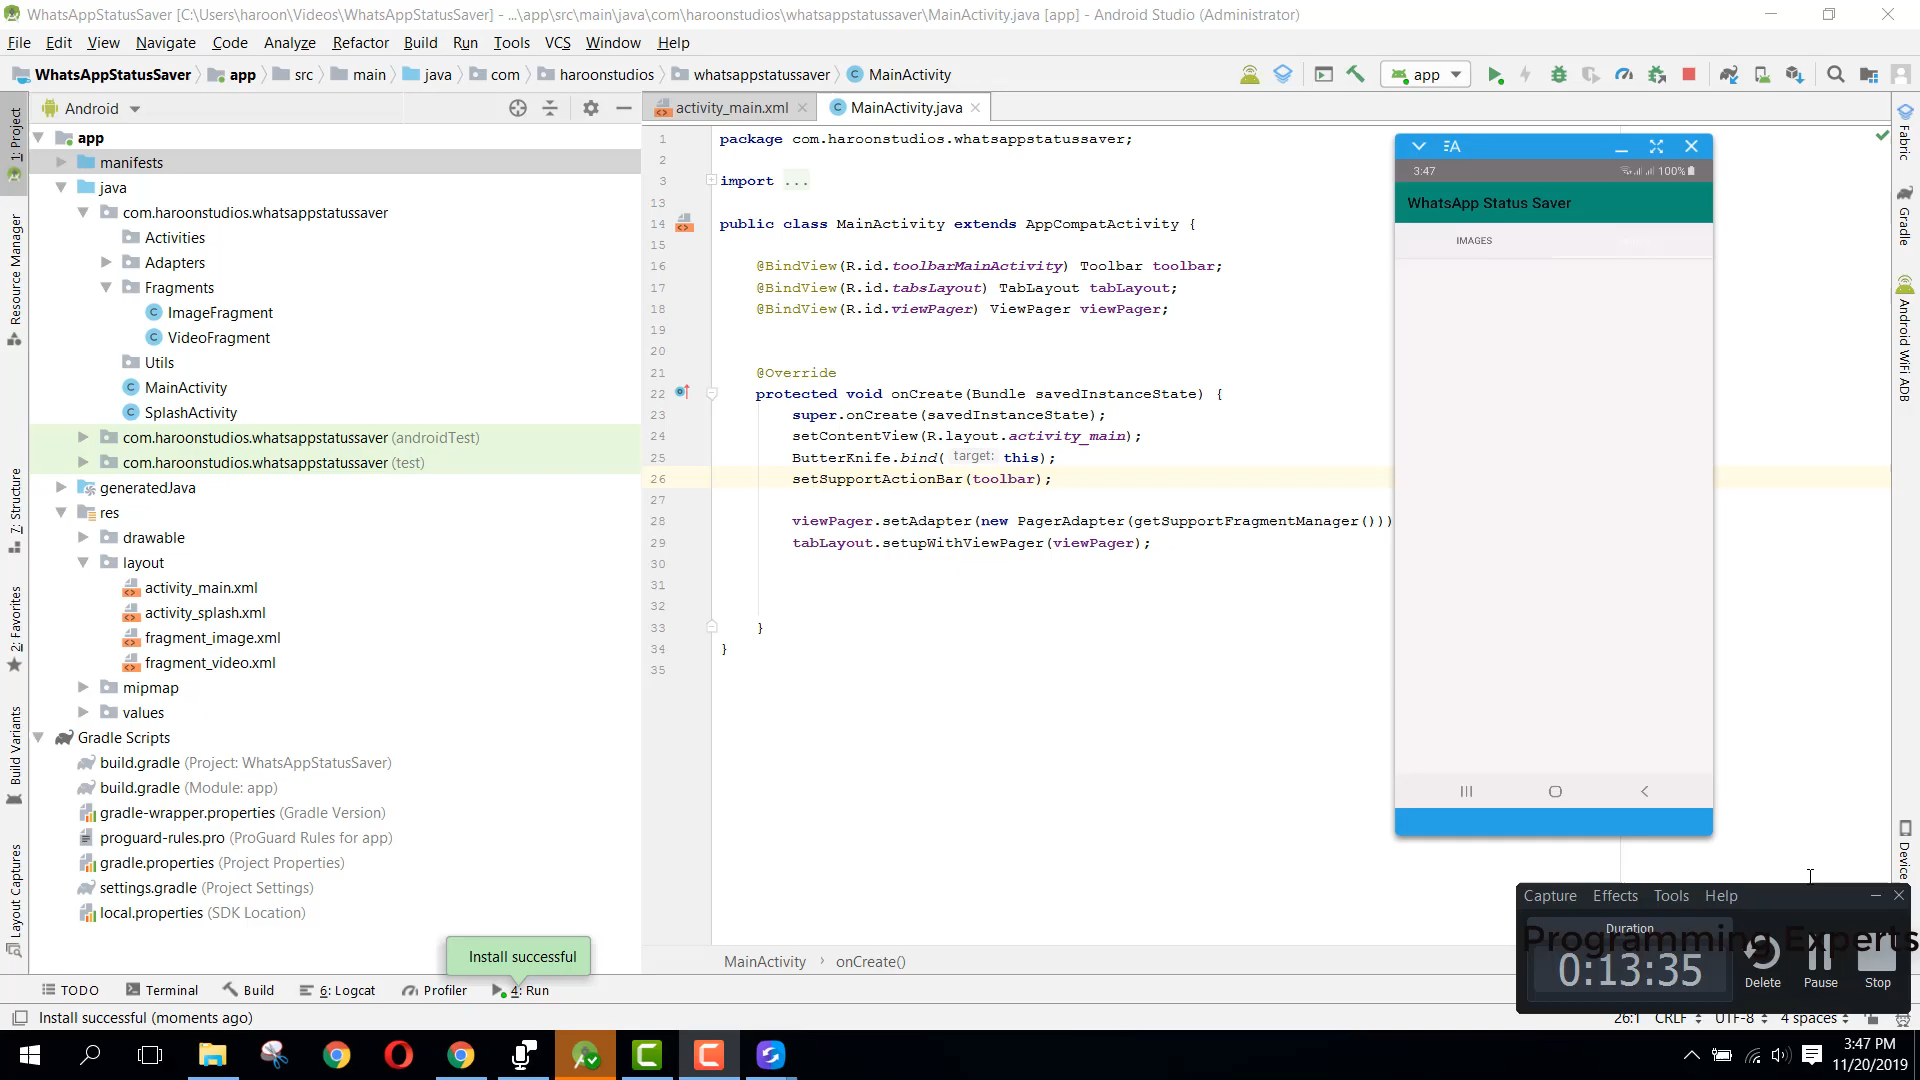 WhatsAppStatusSaver [C:\Users\haroon\Videos\WhatsAppStatusSaver] - ...\app\src\main\java\com\haroonstudios\whatsappstatussaver\MainActivity.java [app] - Android Studio (Administrator)
File Edit View Navigate Code Analyze Refactor Build Run Tools VCS Window Help
WhatsAppStatusSaver app src main java com haroonstudios whatsappstatussaver MainActivity app
Android
activity_main.xml MainActivity.java
1: Project
Resource Manager
7: Structure
2: Favorites
Build Variants
Layout Captures
app
manifests
java
com.haroonstudios.whatsappstatussaver
Activities
Adapters
Fragments
ImageFragment
VideoFragment
Utils
MainActivity
SplashActivity
com.haroonstudios.whatsappstatussaver (androidTest)
com.haroonstudios.whatsappstatussaver (test)
generatedJava
res
drawable
layout
activity_main.xml
activity_splash.xml
fragment_image.xml
fragment_video.xml
mipmap
values
Gradle Scripts
build.gradle (Project: WhatsAppStatusSaver)
build.gradle (Module: app)
gradle-wrapper.properties (Gradle Version)
proguard-rules.pro (ProGuard Rules for app)
gradle.properties (Project Properties)
settings.gradle (Project Settings)
local.properties (SDK Location)
1 package com.haroonstudios.whatsappstatussaver;
2
3 import ...
13
14 public class MainActivity extends AppCompatActivity {
15
16 @BindView(R.id.toolbarMainActivity) Toolbar toolbar;
17 @BindView(R.id.tabsLayout) TabLayout tabLayout;
18 @BindView(R.id.viewPager) ViewPager viewPager;
19
20
21 @Override
22 protected void onCreate(Bundle savedInstanceState) {
23 super.onCreate(savedInstanceState);
24 setContentView(R.layout.activity_main);
25 ButterKnife.bind( target: this);
26 setSupportActionBar(toolbar);
27
28 viewPager.setAdapter(new PagerAdapter(getSupportFragmentManager()))
29 tabLayout.setupWithViewPager(viewPager);
30
31
32
33 }
34 }
35
3:47 100%
WhatsApp Status Saver
IMAGES
Fabric
Gradle
Android WiFi ADB
Device
MainActivity › onCreate()
Install successful
Capture Effects Tools Help
Duration
0:13:35
Delete Pause Stop
Programming Experts
TODO Terminal Build 6: Logcat Profiler 4: Run
Install successful (moments ago)
26:1 CRLF UTF-8 4 spaces
3:47 PM
11/20/2019